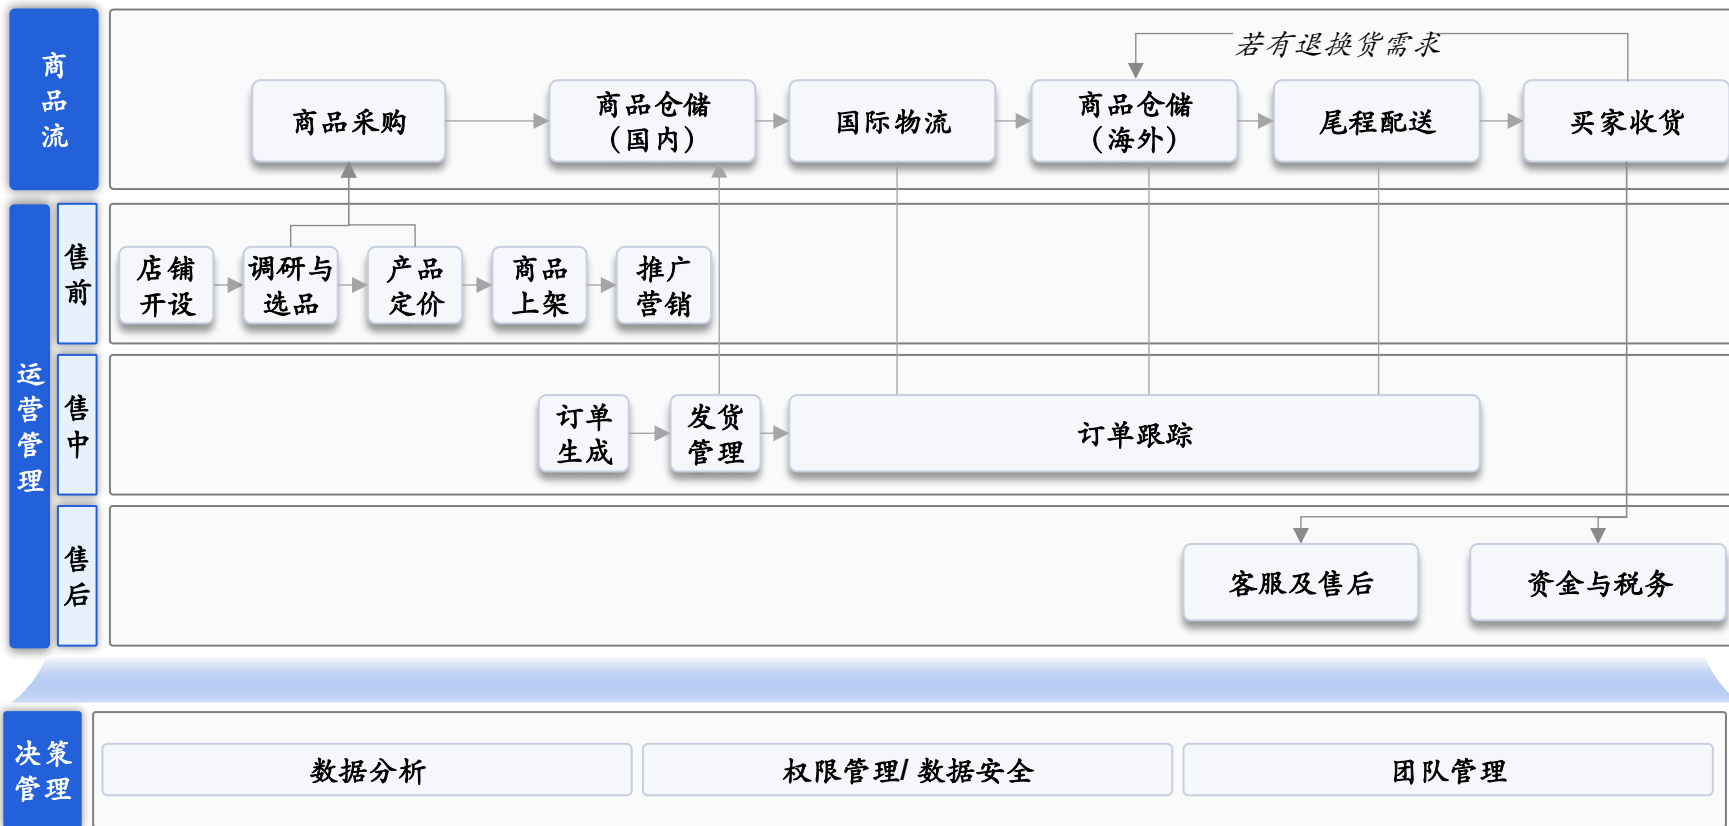 商
品
流
若有退换货需求
商品采购
商品仓储
（国内）
国际物流
商品仓储
（海外）
尾程配送
买家收货
运
营
管
理
售
前
店铺
开设
调研与
选品
产品
定价
商品
上架
推广
营销
售
中
订单
生成
发货
管理
订单跟踪
售
后
客服及售后
资金与税务
决策
管理
数据分析
权限管理/ 数据安全
团队管理